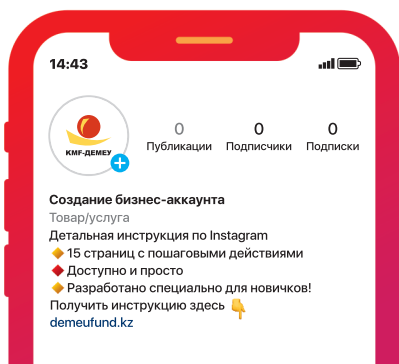 14:43
KMF-ДЕМЕУ
0 0 0
Публикации Подписчики Подписки
Создание бизнес-аккаунта
Товар/услуга
Детальная инструкция по Instagram
🔸15 страниц с пошаговыми действиями
♦️Доступно и просто
🔸Разработано специально для новичков!
Получить инструкцию здесь 👇
demeufund.kz